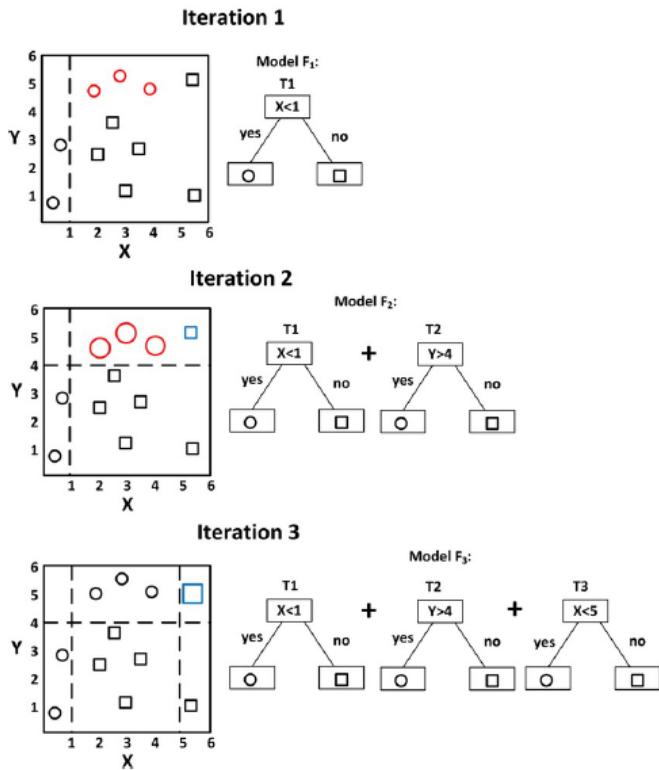 Iteration 1
6
5
4
3
2
1
Y
1 2 3 4 5 6
X
Model F₁:
T1
X<1
yes
no
Iteration 2
6
5
4
3
2
1
Y
1 2 3 4 5 6
X
Model F₂:
T1
X<1
yes
no
+
T2
Y>4
yes
no
Iteration 3
6
5
4
3
2
1
Y
1 2 3 4 5 6
X
Model F₃:
T1
X<1
yes
no
+
T2
Y>4
yes
no
+
T3
X<5
yes
no